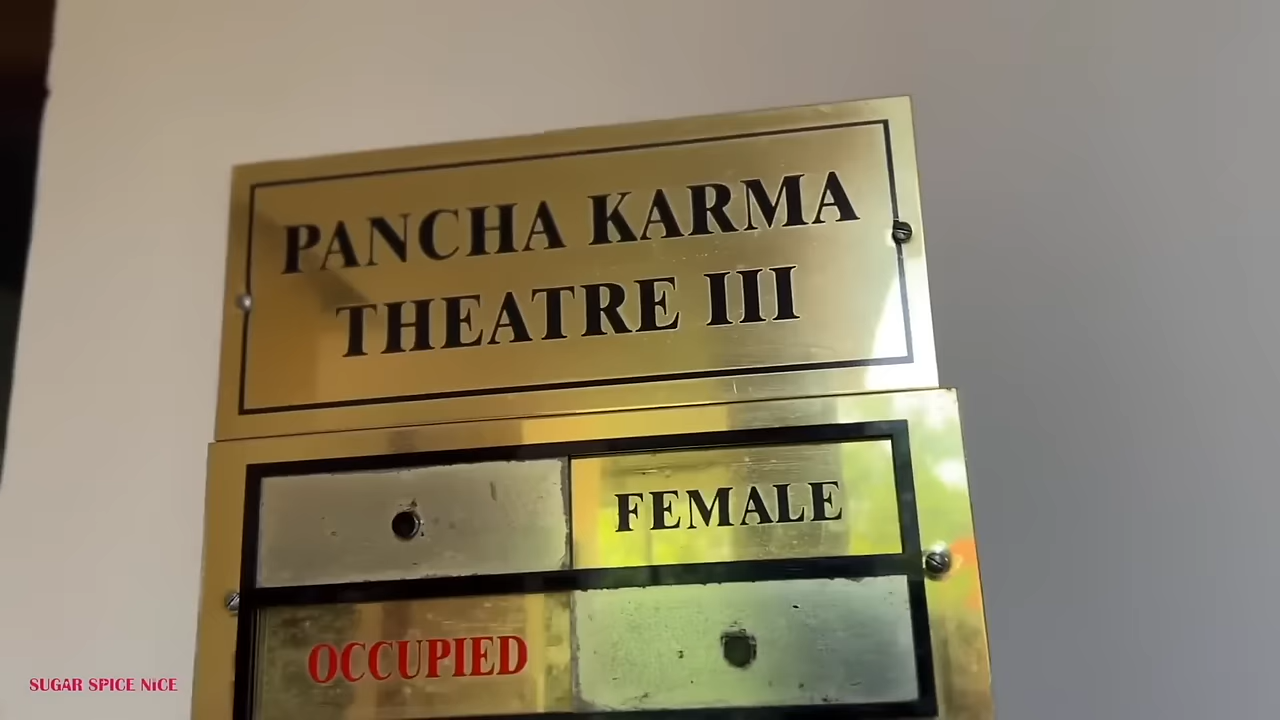 PANCHA KARMA
THEATRE III
FEMALE
OCCUPIED
SUGAR SPICE NiCE